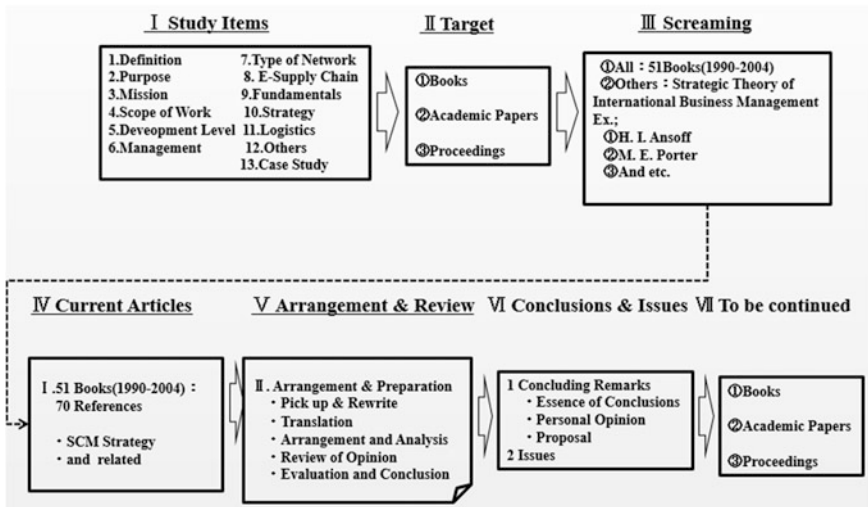 Ⅰ Study Items
1.Definition
2.Purpose
3.Mission
4.Scope of Work
5.Deveopment Level
6.Management
7.Type of Network
8. E-Supply Chain
9.Fundamentals
10.Strategy
11.Logistics
12.Others
13.Case Study
Ⅱ Target
①Books
②Academic Papers
③Proceedings
Ⅲ Screaming
①All：51Books(1990-2004)
②Others：Strategic Theory of
International Business Management
Ex.;
①H. I. Ansoff
②M. E. Porter
③And etc.
Ⅳ Current Articles
Ⅰ.51 Books(1990-2004)：
70 References
・SCM Strategy
・and related
Ⅴ Arrangement & Review
Ⅱ. Arrangement & Preparation
・Pick up & Rewrite
・Translation
・Arrangement and Analysis
・Review of Opinion
・Evaluation and Conclusion
Ⅵ Conclusions & Issues
1 Concluding Remarks
・Essence of Conclusions
・Personal Opinion
・Proposal
2 Issues
Ⅶ To be continued
①Books
②Academic Papers
③Proceedings